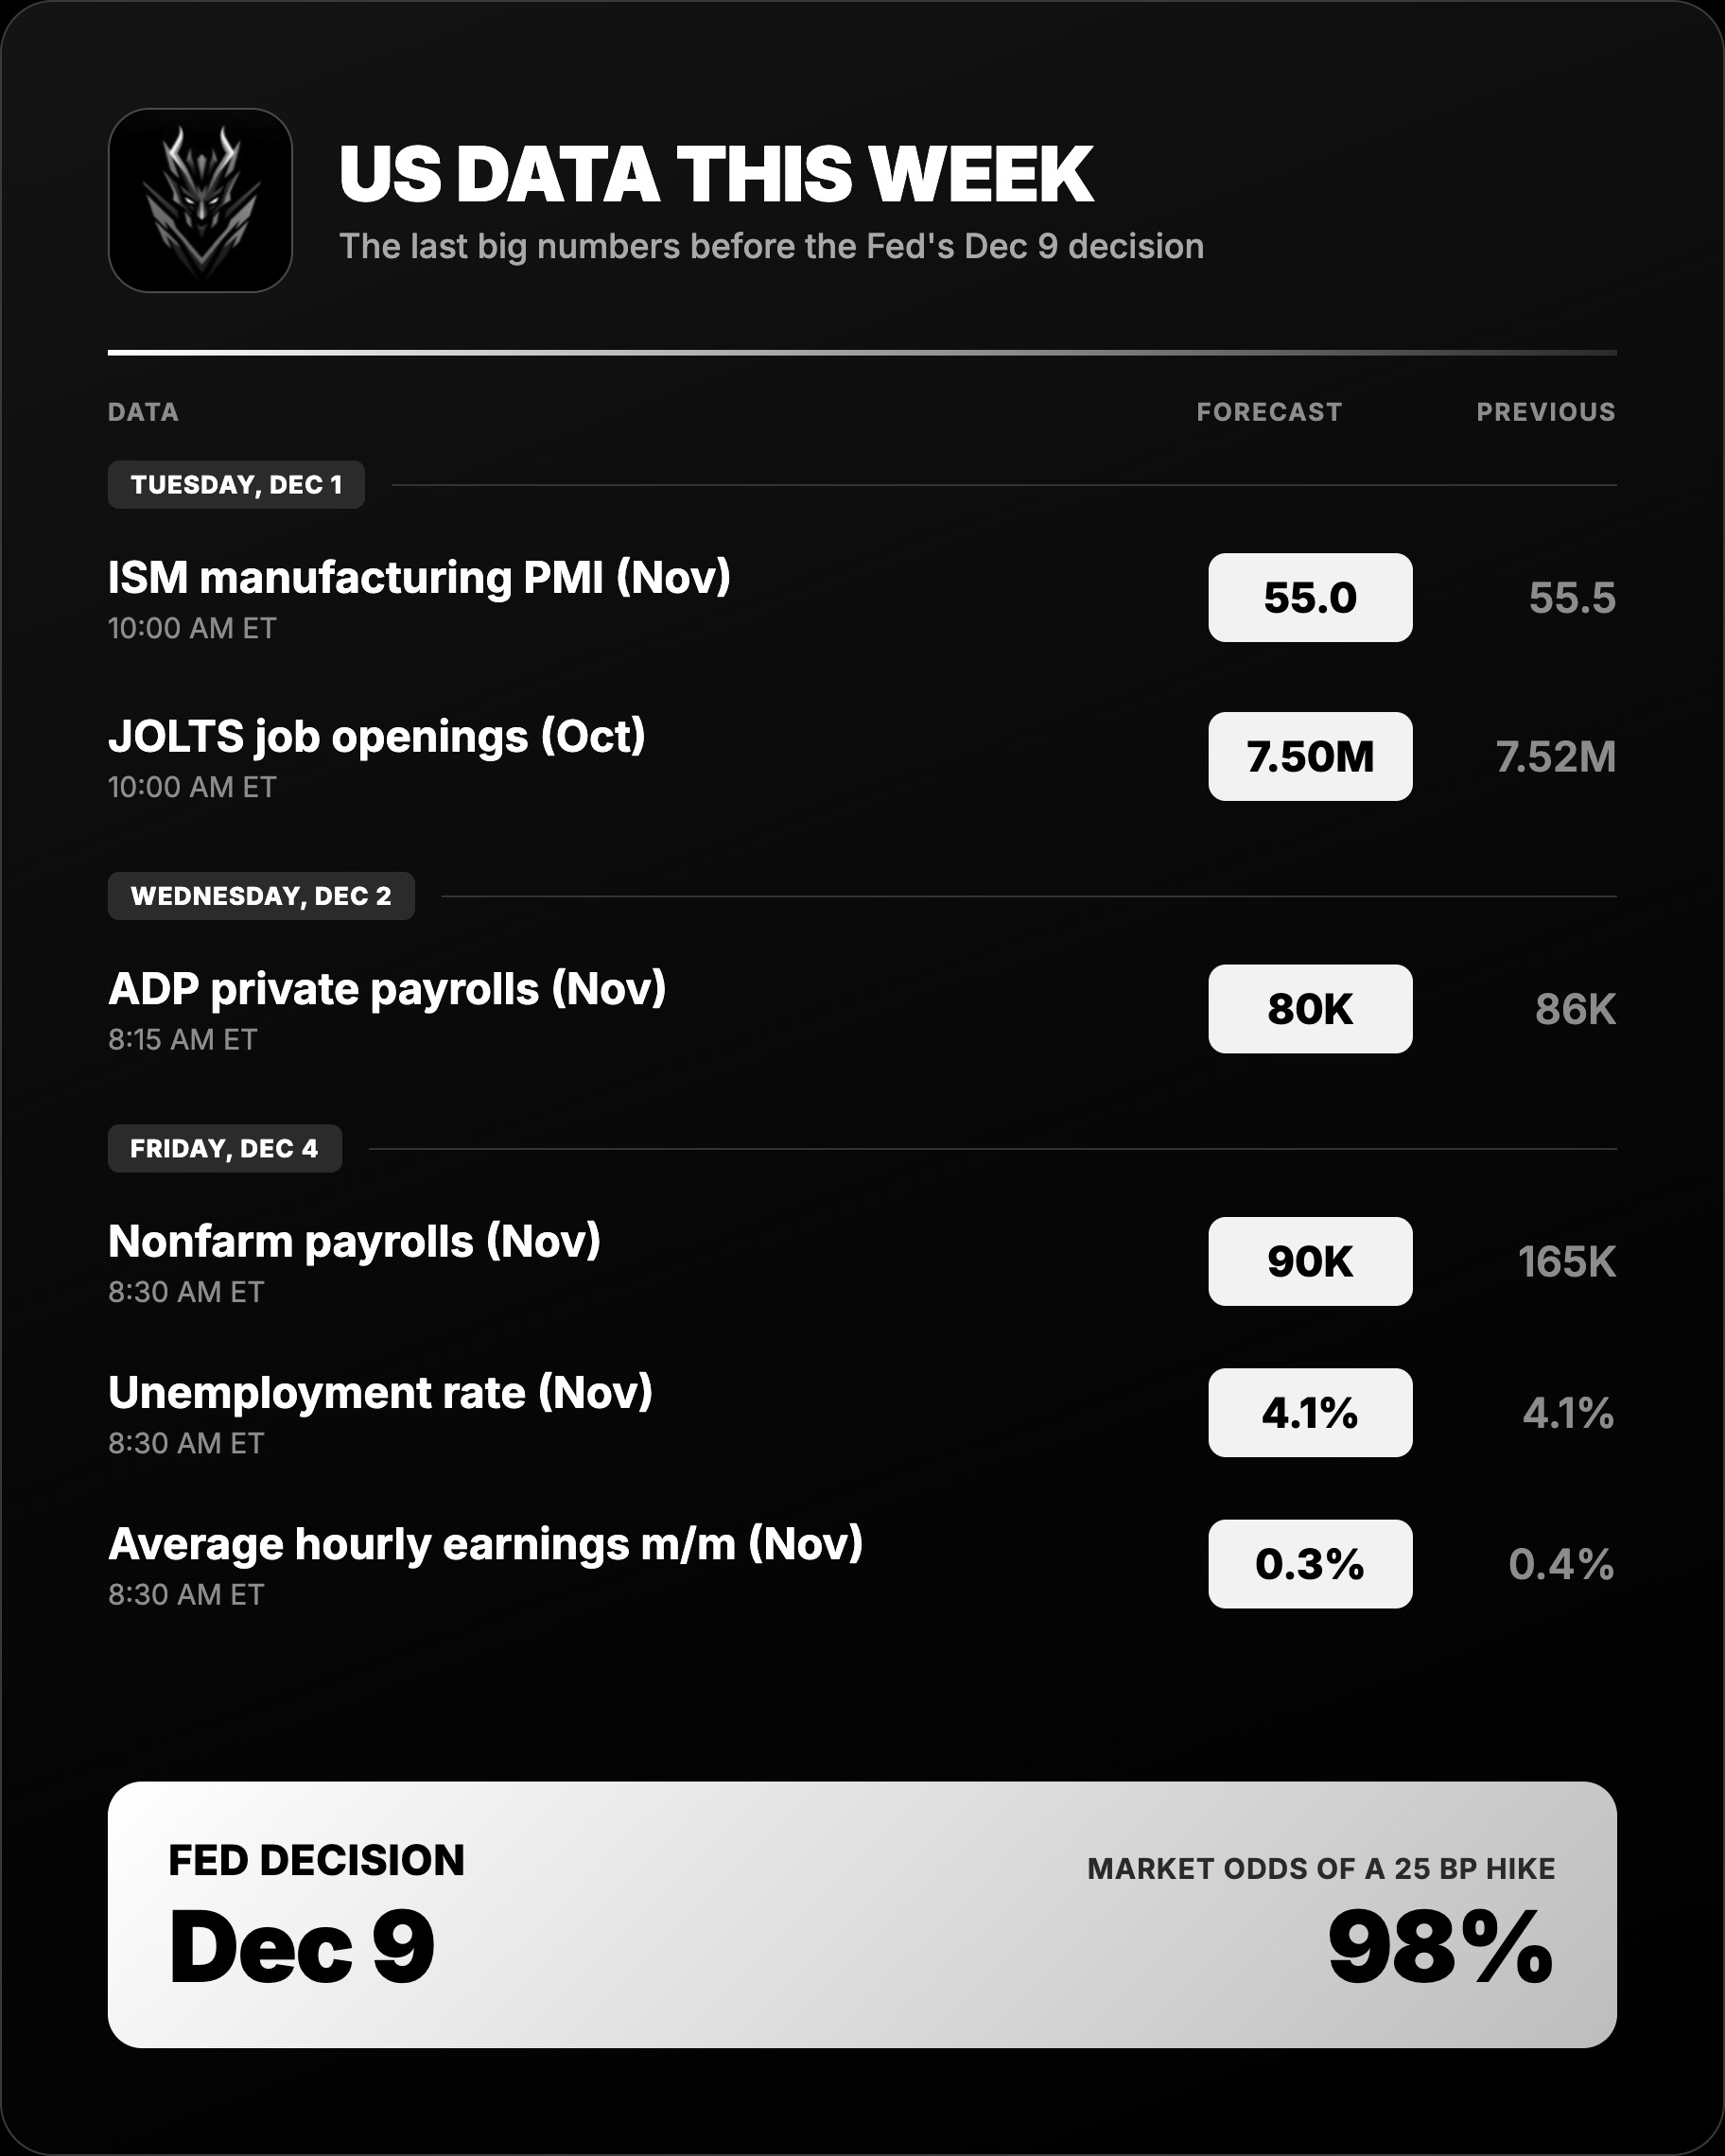 US DATA THIS WEEK
The last big numbers before the Fed's Dec 9 decision
DATA FORECAST PREVIOUS
TUESDAY, DEC 1
ISM manufacturing PMI (Nov) 55.0 55.5
10:00 AM ET
JOLTS job openings (Oct) 7.50M 7.52M
10:00 AM ET
WEDNESDAY, DEC 2
ADP private payrolls (Nov) 80K 86K
8:15 AM ET
FRIDAY, DEC 4
Nonfarm payrolls (Nov) 90K 165K
8:30 AM ET
Unemployment rate (Nov) 4.1% 4.1%
8:30 AM ET
Average hourly earnings m/m (Nov) 0.3% 0.4%
8:30 AM ET
FED DECISION MARKET ODDS OF A 25 BP HIKE
Dec 9 98%